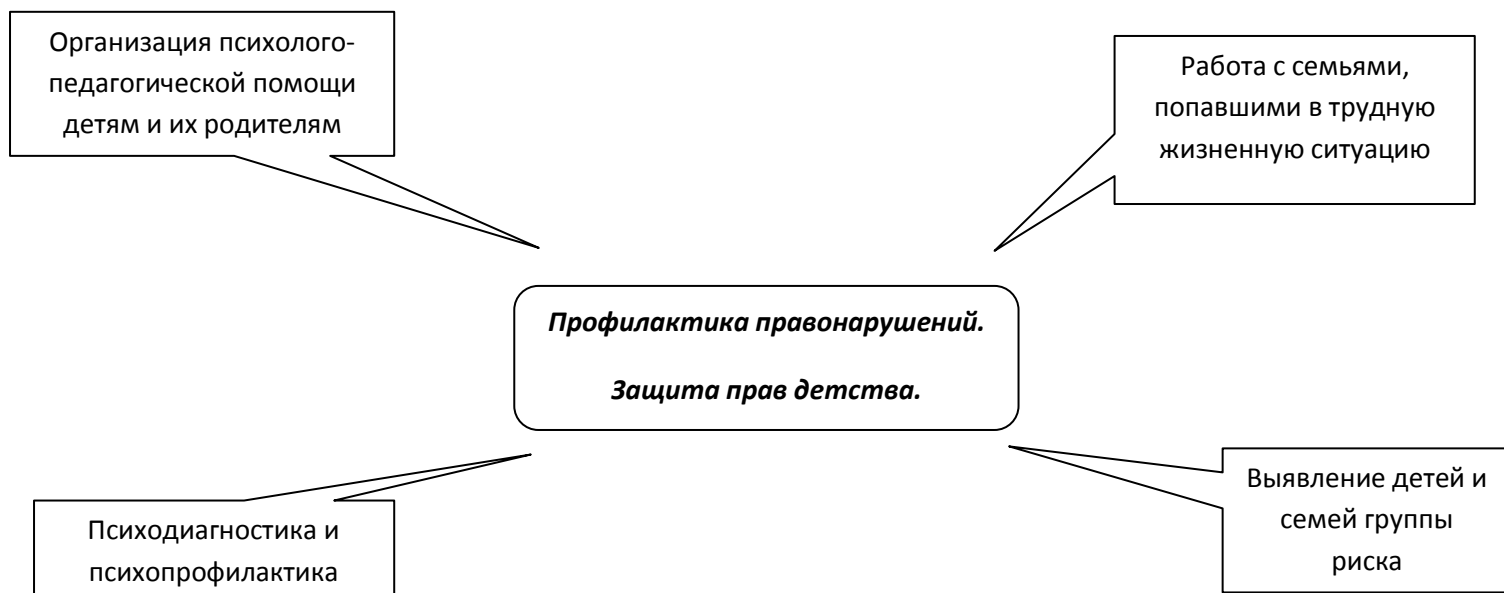 Организация психолого-
педагогической помощи
детям и их родителям
Работа с семьями,
попавшими в трудную
жизненную ситуацию
Профилактика правонарушений.
Защита прав детства.
Психодиагностика и
психопрофилактика
Выявление детей и
семей группы
риска